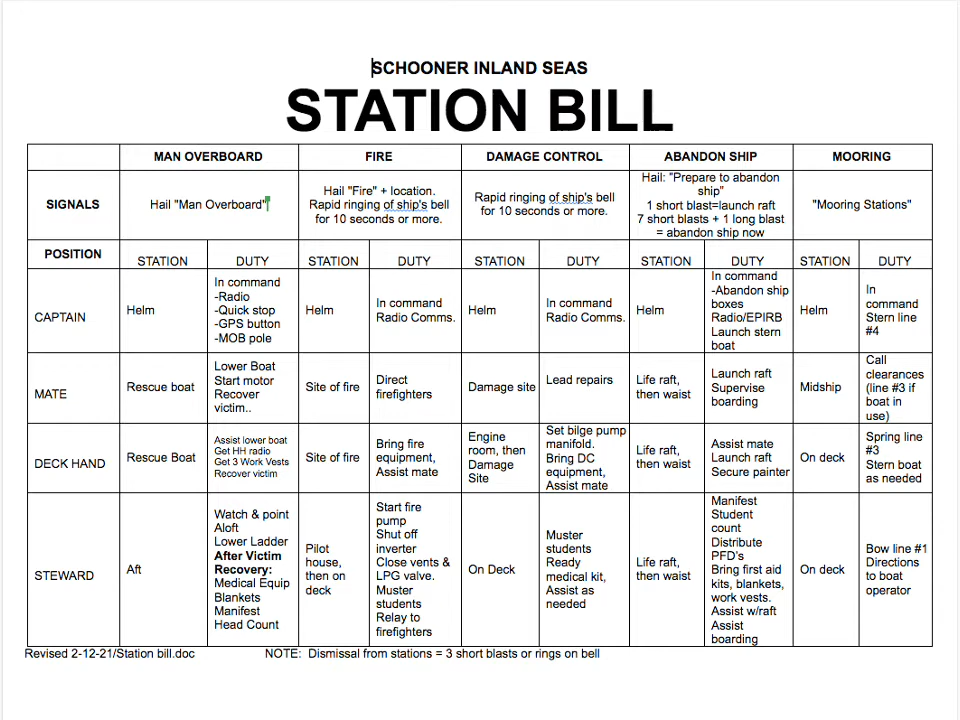 SCHOONER INLAND SEAS
STATION BILL
MAN OVERBOARD
FIRE
DAMAGE CONTROL
ABANDON SHIP
MOORING
SIGNALS
Hail "Man Overboard"
Hail "Fire" + location.
Rapid ringing of ship's bell
for 10 seconds or more.
Rapid ringing of ship's bell
for 10 seconds or more.
Hail: "Prepare to abandon
ship"
1 short blast=launch raft
7 short blasts + 1 long blast
= abandon ship now
"Mooring Stations"
POSITION
STATION
DUTY
STATION
DUTY
STATION
DUTY
STATION
DUTY
STATION
DUTY
CAPTAIN
Helm
In command
-Radio
-Quick stop
-GPS button
-MOB pole
Helm
In command
Radio Comms.
Helm
In command
Radio Comms.
Helm
In command
-Abandon ship
boxes
Radio/EPIRB
Launch stern
boat
Helm
In
command
Stern line
#4
MATE
Rescue boat
Lower Boat
Start motor
Recover
victim..
Site of fire
Direct
firefighters
Damage site
Lead repairs
Life raft,
then waist
Launch raft
Supervise
boarding
Midship
Call
clearances
(line #3 if
boat in
use)
DECK HAND
Rescue Boat
Assist lower boat
Get HH radio
Get 3 Work Vests
Recover victim
Site of fire
Bring fire
equipment,
Assist mate
Engine
room, then
Damage
Site
Set bilge pump
manifold.
Bring DC
equipment,
Assist mate
Life raft,
then waist
Assist mate
Launch raft
Secure painter
On deck
Spring line
#3
Stern boat
as needed
STEWARD
Aft
Watch & point
Aloft
Lower Ladder
After Victim
Recovery:
Medical Equip
Blankets
Manifest
Head Count
Pilot
house,
then on
deck
Start fire
pump
Shut off
inverter
Close vents &
LPG valve.
Muster
students
Relay to
firefighters
On Deck
Muster
students
Ready
medical kit,
Assist as
needed
Life raft,
then waist
Manifest
Student
count
Distribute
PFD's
Bring first aid
kits, blankets,
work vests.
Assist w/raft
Assist
boarding
On deck
Bow line #1
Directions
to boat
operator
Revised 2-12-21/Station bill.doc
NOTE: Dismissal from stations = 3 short blasts or rings on bell